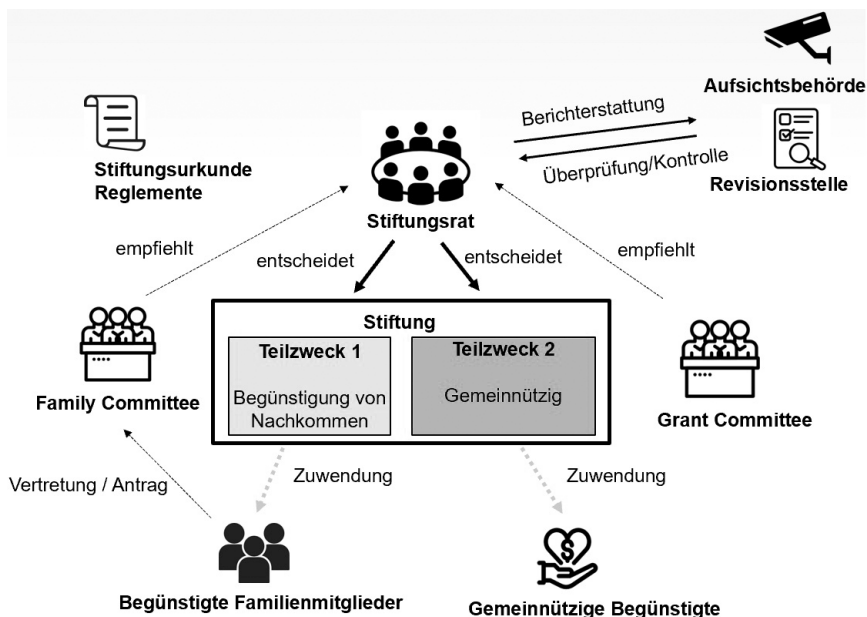 Aufsichtsbehörde
Berichterstattung
Überprüfung/Kontrolle
Revisionsstelle
Stiftungsurkunde
Reglemente
Stiftungsrat
empfiehlt
entscheidet
entscheidet
empfiehlt
Stiftung
Teilzweck 1
Begünstigung von
Nachkommen
Teilzweck 2
Gemeinnützig
Family Committee
Grant Committee
Vertretung / Antrag
Zuwendung
Zuwendung
Begünstigte Familienmitglieder
Gemeinnützige Begünstigte